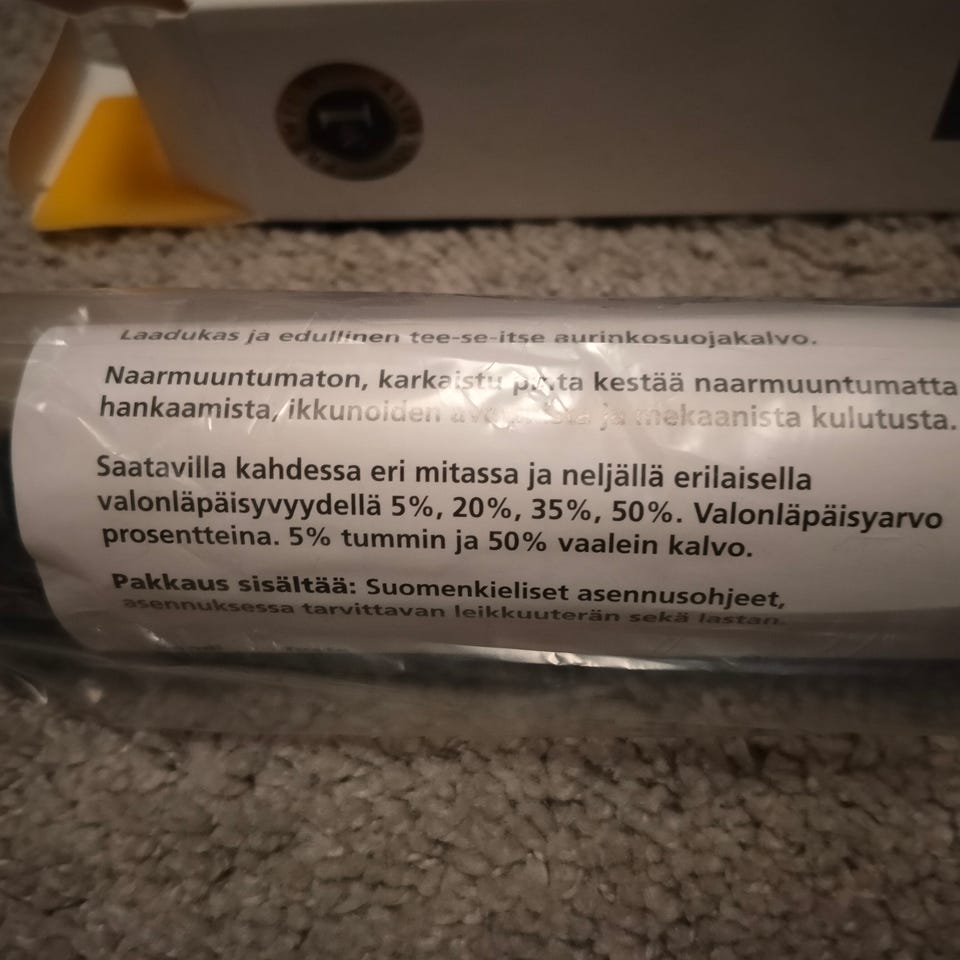 Laadukas ja edullinen tee-se-itse aurinkosuojakalvo.
Naarmuuntumaton, karkaistu pinta kestää naarmuuntumatta
hankaamista, ikkunoiden avaamista ja mekaanista kulutusta.
Saatavilla kahdessa eri mitassa ja neljällä erilaisella
valonläpäisyvyydellä 5%, 20%, 35%, 50%. Valonläpäisyarvo
prosentteina. 5% tummin ja 50% vaalein kalvo.
Pakkaus sisältää: Suomenkieliset asennusohjeet,
asennuksessa tarvittavan leikkuuterän sekä lastan.